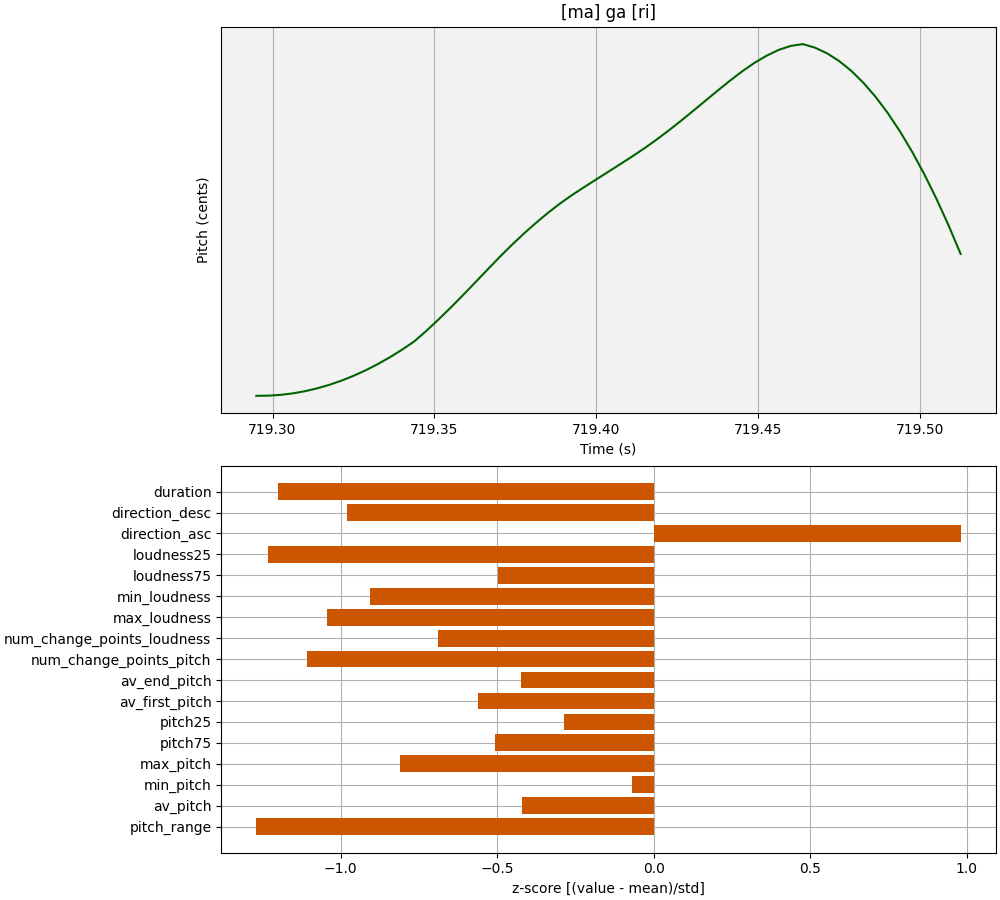 [ma] ga [ri]
Pitch (cents)
719.30 719.35 719.40 719.45 719.50
Time (s)
duration
direction_desc
direction_asc
loudness25
loudness75
min_loudness
max_loudness
num_change_points_loudness
num_change_points_pitch
av_end_pitch
av_first_pitch
pitch25
pitch75
max_pitch
min_pitch
av_pitch
pitch_range
−1.0 −0.5 0.0 0.5 1.0
z-score [(value - mean)/std]